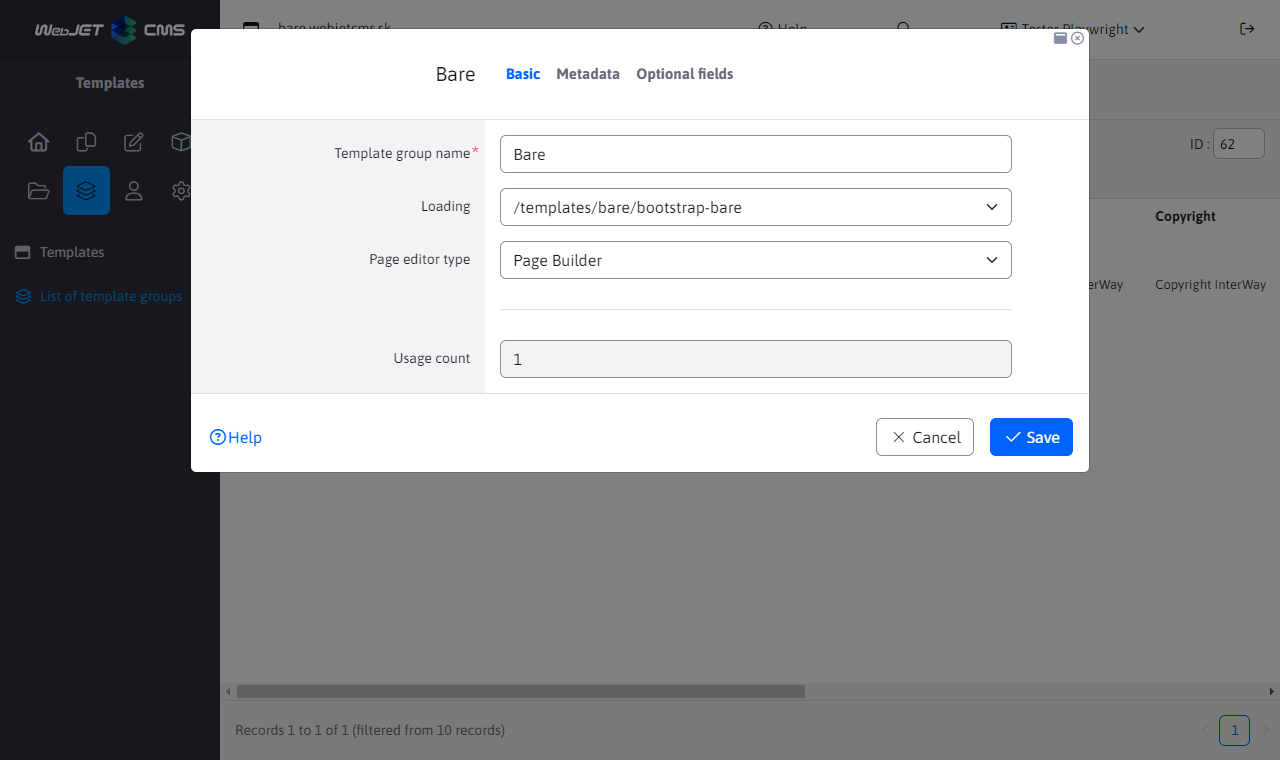 WebJET CMS
bare.webjetcms.sk
Help
Tester Playwright
Templates
Bare
Basic
Metadata
Optional fields
Template group name*
Bare
Loading
/templates/bare/bootstrap-bare
Page editor type
Page Builder
Usage count
1
Help
Cancel
Save
ID :
62
Copyright
Copyright InterWay
Templates
List of template groups
Records 1 to 1 of 1 (filtered from 10 records)
1